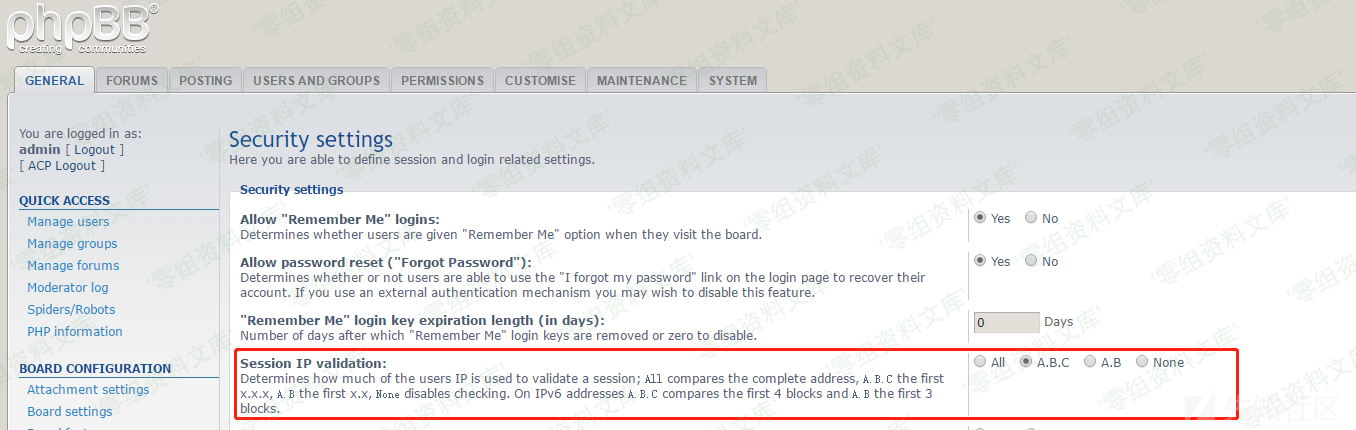 phpBB®
creating communities
GENERAL FORUMS POSTING USERS AND GROUPS PERMISSIONS CUSTOMISE MAINTENANCE SYSTEM
You are logged in as:
admin [ Logout ]
[ ACP Logout ]
QUICK ACCESS
Manage users
Manage groups
Manage forums
Moderator log
Spiders/Robots
PHP information
BOARD CONFIGURATION
Attachment settings
Board settings
Security settings
Here you are able to define session and login related settings.
Security settings
Allow "Remember Me" logins:
Determines whether users are given "Remember Me" option when they visit the board.
Yes No
Allow password reset ("Forgot Password"):
Determines whether or not users are able to use the "I forgot my password" link on the login page to recover their
account. If you use an external authentication mechanism you may wish to disable this feature.
Yes No
"Remember Me" login key expiration length (in days):
Number of days after which "Remember Me" login keys are removed or zero to disable.
0 Days
Session IP validation:
Determines how much of the users IP is used to validate a session; All compares the complete address, A.B.C the first
x.x.x, A.B the first x.x, None disables checking. On IPv6 addresses A.B.C compares the first 4 blocks and A.B the first 3
blocks.
All A.B.C A.B None
'零组资料文库'